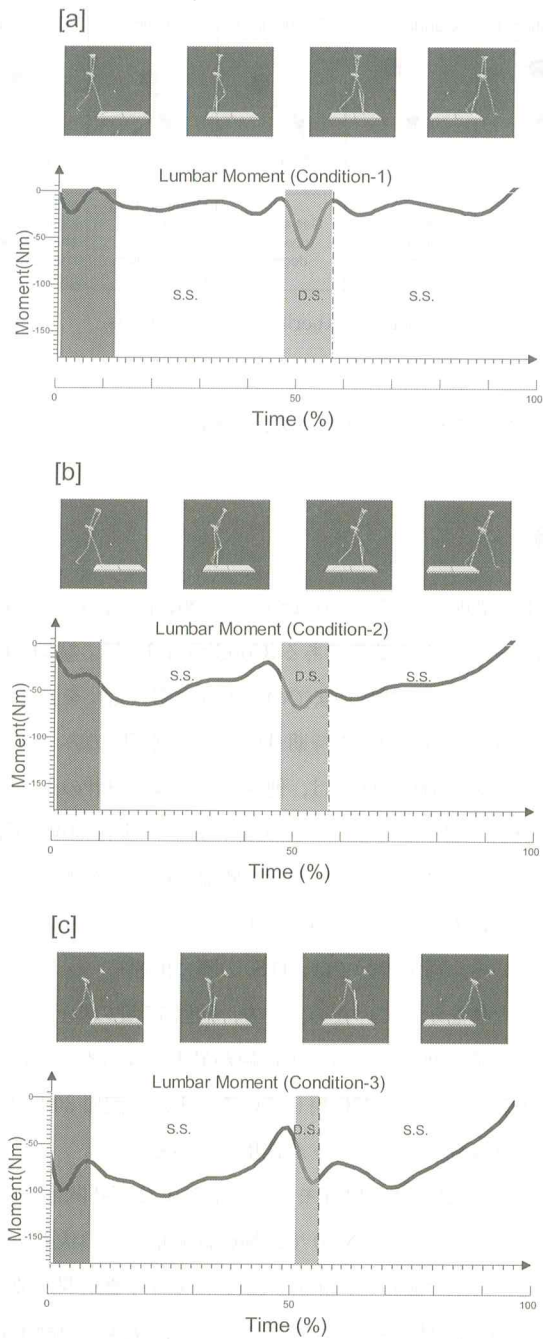 [a]
Lumbar Moment (Condition-1)
Moment(Nm)
0
-50
-100
-150
S.S.
D.S.
S.S.
0
50
100
Time (%)
[b]
Lumbar Moment (Condition-2)
Moment(Nm)
0
-50
-100
-150
S.S.
D.S.
S.S.
0
50
100
Time (%)
[c]
Lumbar Moment (Condition-3)
Moment(Nm)
0
-50
-100
-150
S.S.
D.S.
S.S.
0
50
100
Time (%)